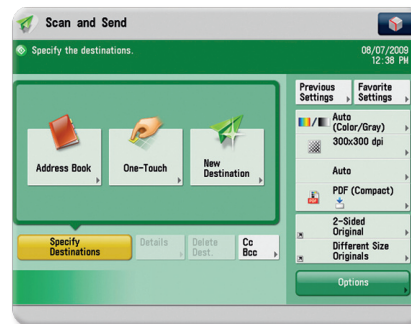 Scan and Send
Specify the destinations.
08/07/2009
12:38 PM
Address Book
One-Touch
New
Destination
Specify
Destinations
Details
Delete
Dest.
Cc
Bcc
Previous
Settings
Favorite
Settings
Auto
(Color/Gray)
300x300 dpi
Auto
PDF (Compact)
2-Sided
Original
Different Size
Originals
Options